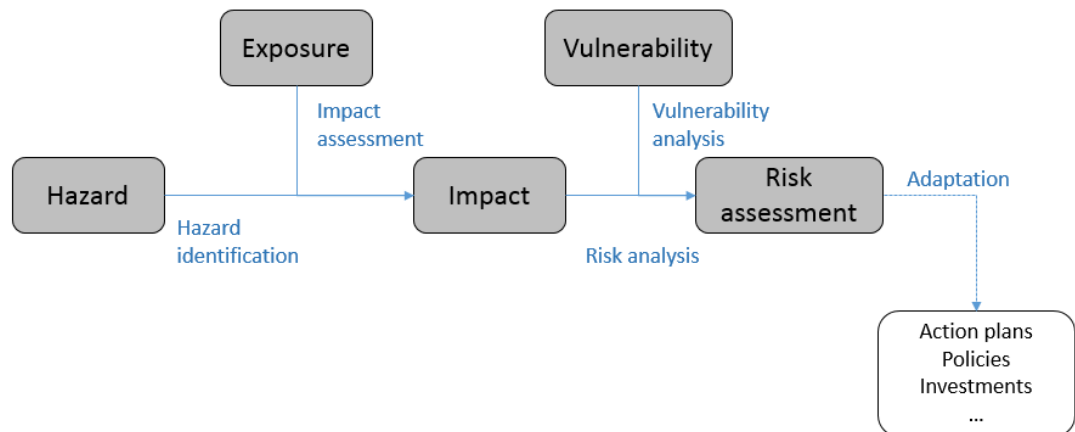 Exposure
Vulnerability
Impact
assessment
Vulnerability
analysis
Hazard
Impact
Risk
assessment
Adaptation
Hazard
identification
Risk analysis
Action plans
Policies
Investments
...